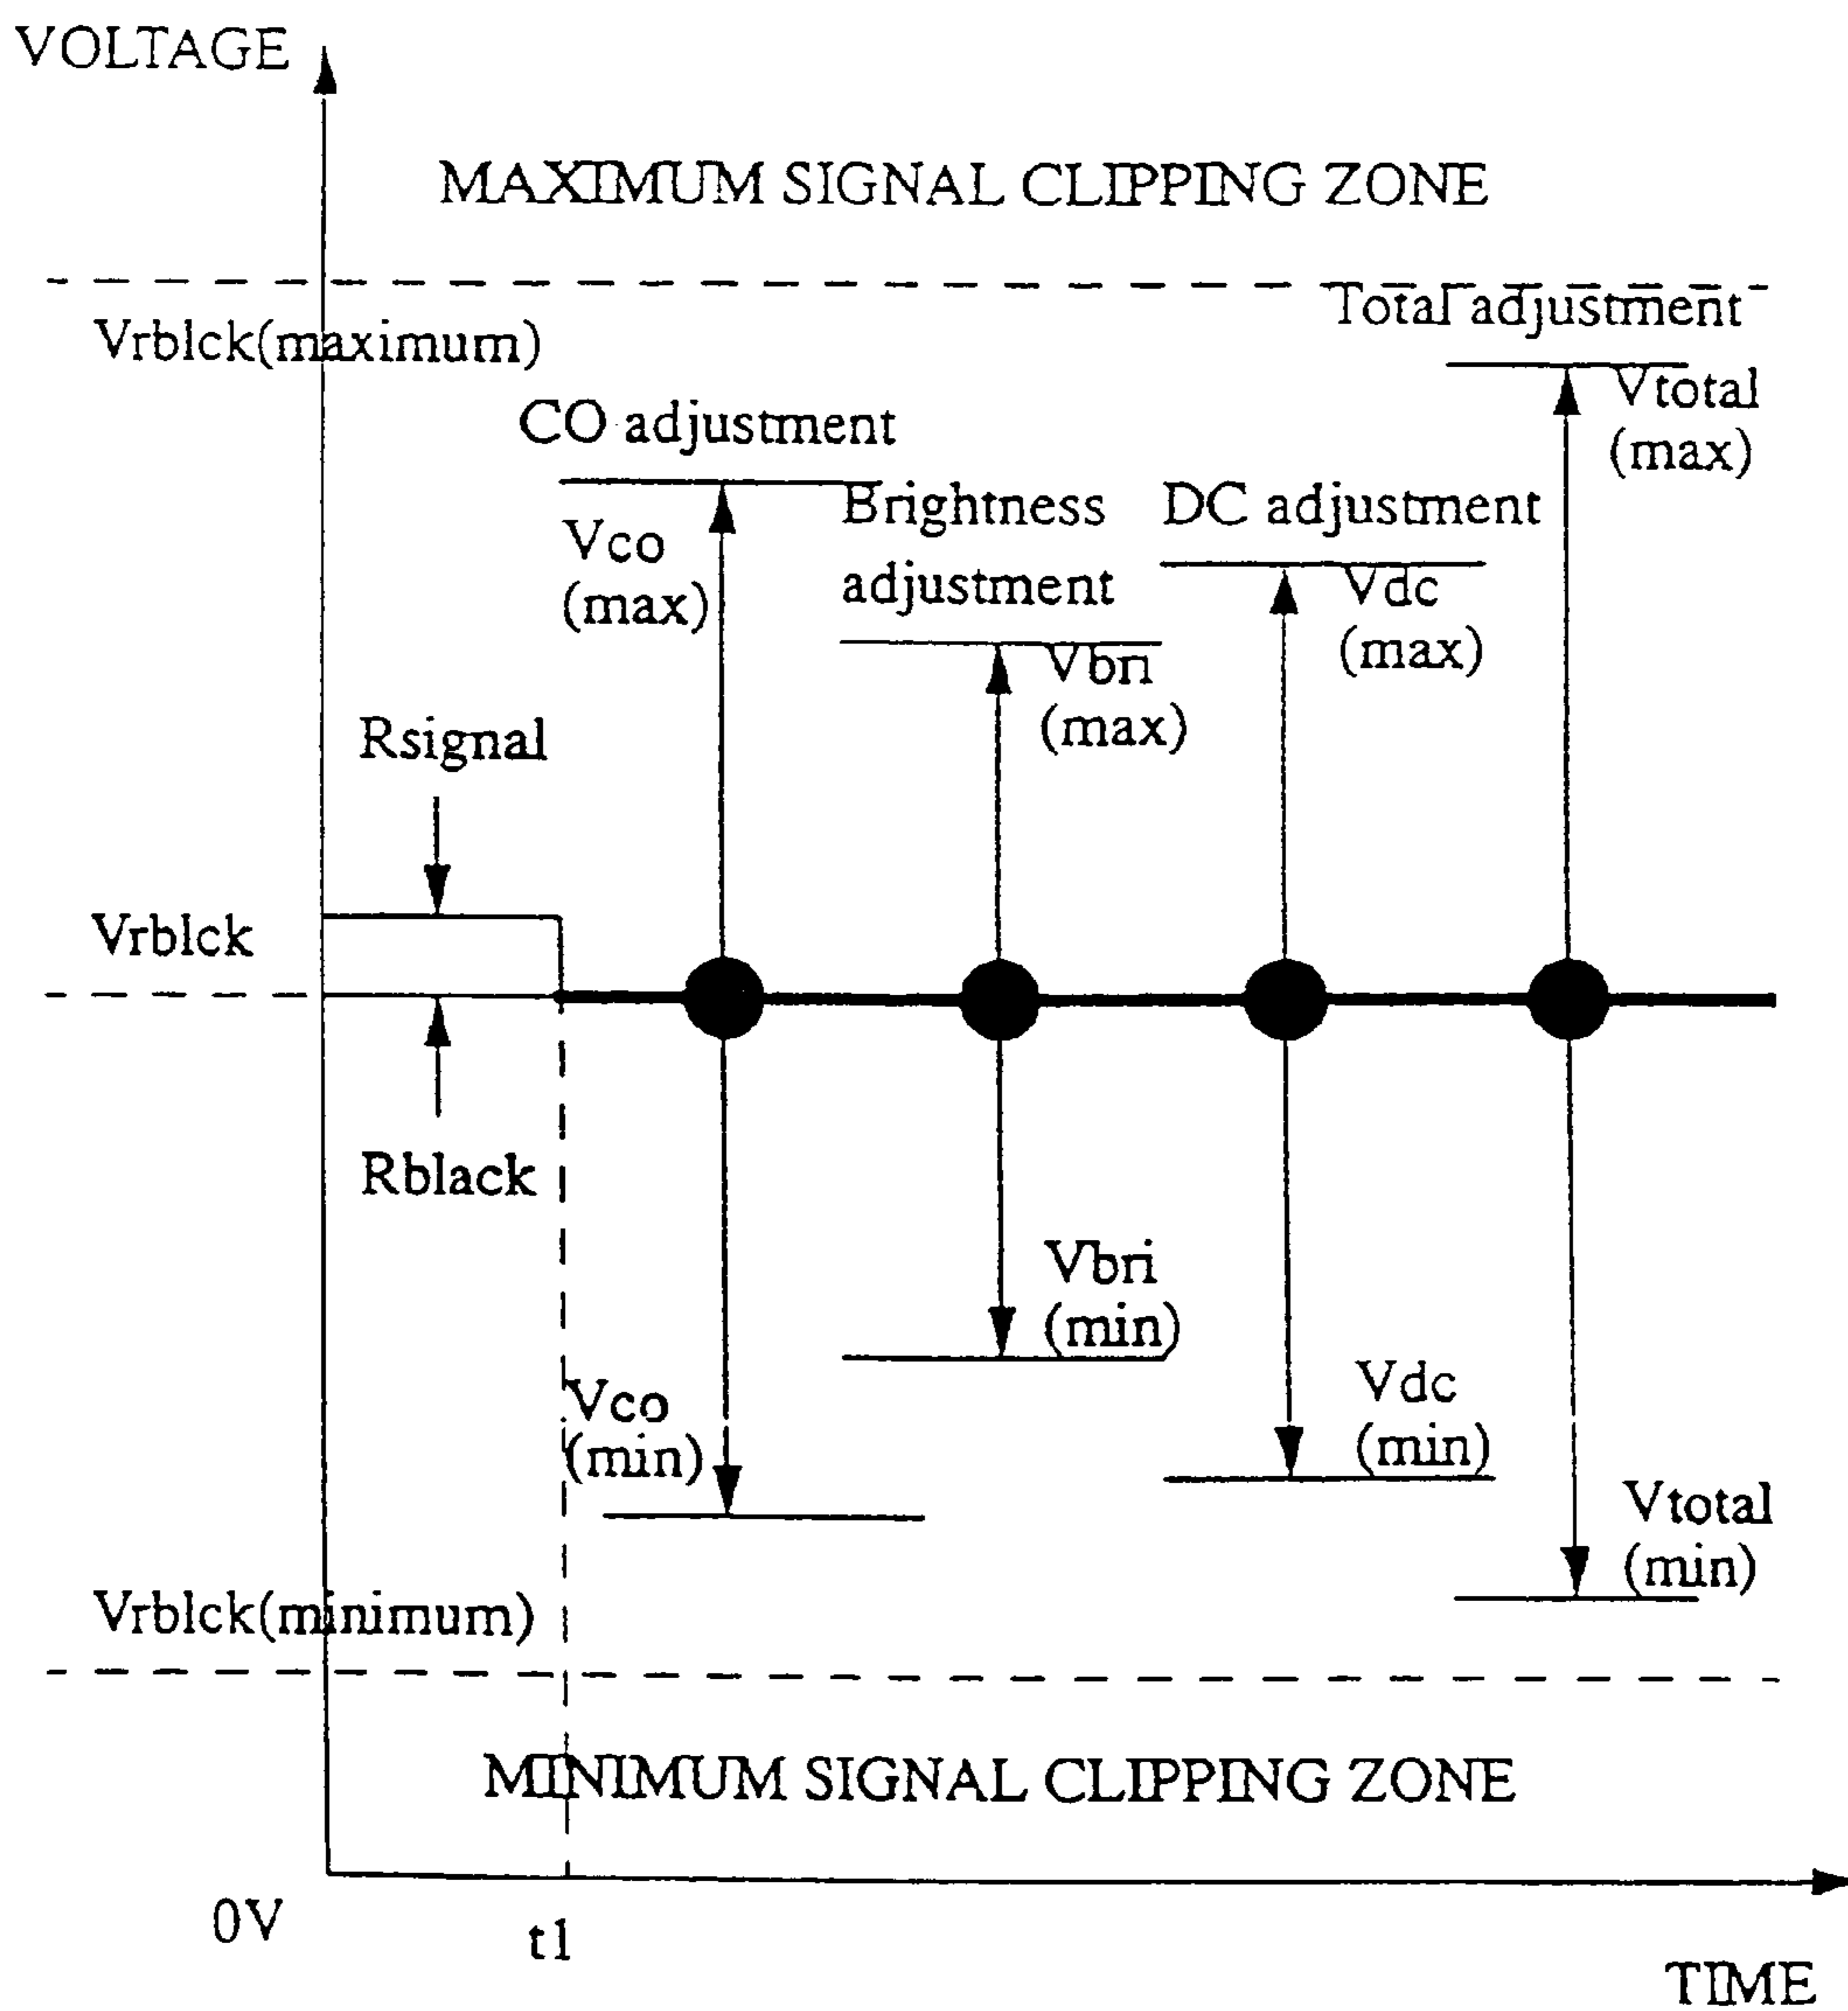 VOLTAGE
MAXIMUM SIGNAL CLIPPING ZONE
Total adjustment
Vrblck(maximum)
Vtotal
(max)
CO adjustment
Brightness
adjustment
DC adjustment
Vco
(max)
Vdc
(max)
Vbri
(max)
Rsignal
Vrblck
Rblack
Vbri
(min)
Vco
(min)
Vdc
(min)
Vtotal
(min)
Vrblck(minimum)
MINIMUM SIGNAL CLIPPING ZONE
0V
t1
TIME